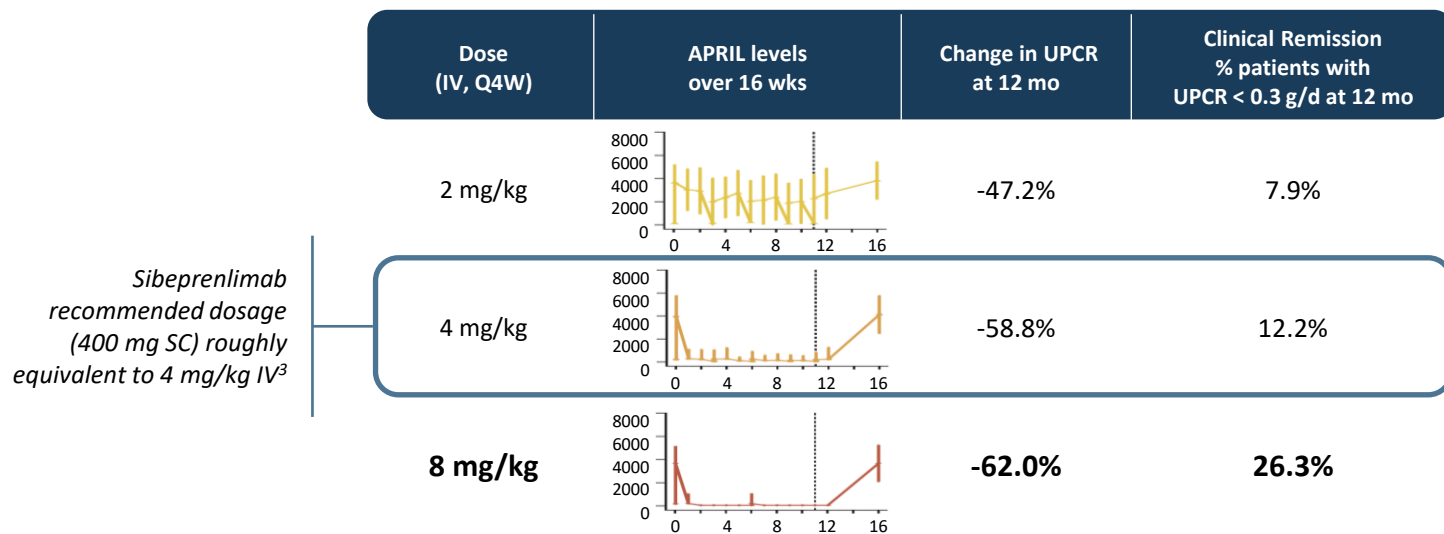 Dose
(IV, Q4W)
APRIL levels
over 16 wks
Change in UPCR
at 12 mo
Clinical Remission
% patients with
UPCR < 0.3 g/d at 12 mo
2 mg/kg
8000
6000
4000
2000
0
0 4 8 12 16
-47.2%
7.9%
Sibeprenlimab
recommended dosage
(400 mg SC) roughly
equivalent to 4 mg/kg IV³
4 mg/kg
8000
6000
4000
2000
0
0 4 8 12 16
-58.8%
12.2%
8 mg/kg
8000
6000
4000
2000
0
0 4 8 12 16
-62.0%
26.3%